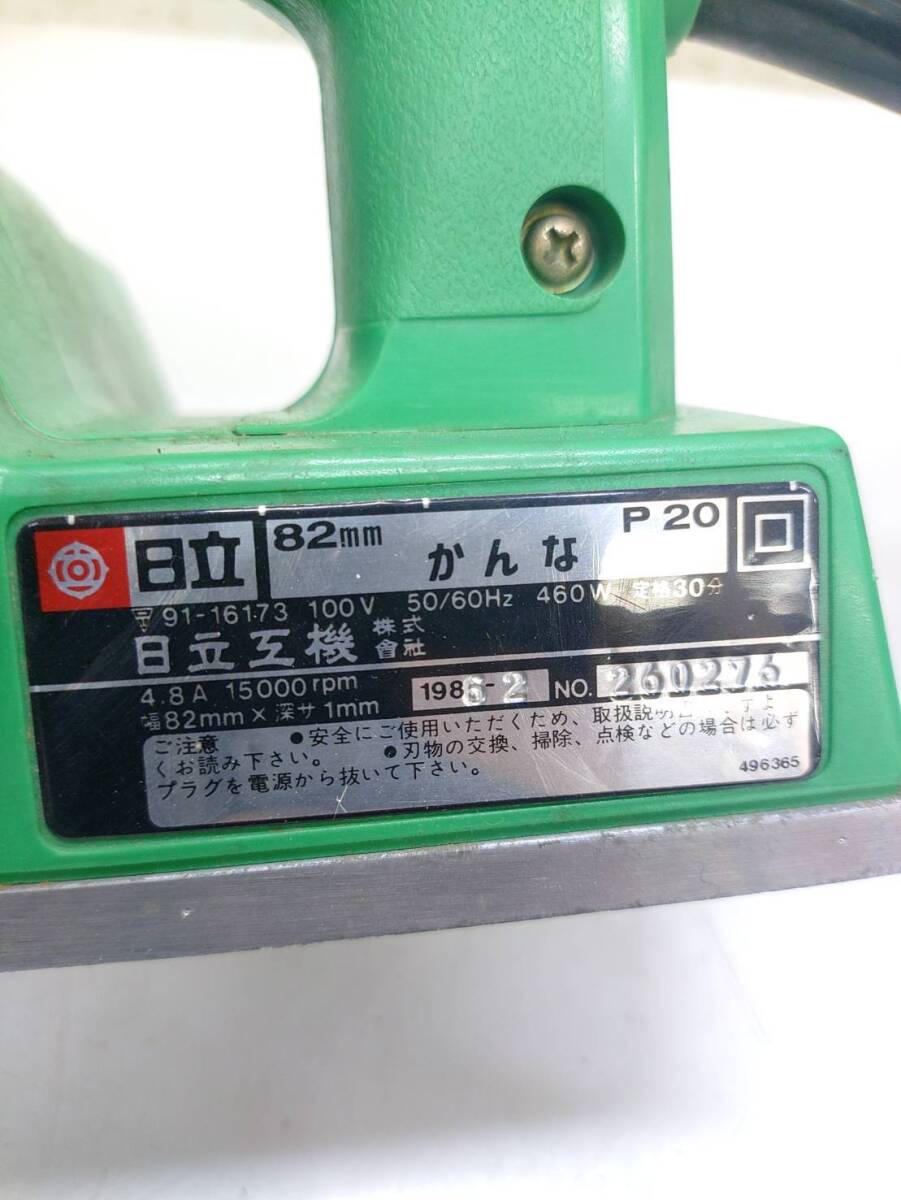 日立
82mm P 20
かんな
91-16173 100V 50/60Hz 460W 定格30分
日立工機 株式會社
4.8A 15000rpm 1986-2 NO. 260276
幅82mm×深サ1mm
ご注意 ●安全にご使用いただくため、取扱説明
くお読み下さい。 ●刃物の交換、掃除、点検などの場合は必ず
プラグを電源から抜いて下さい。 496365